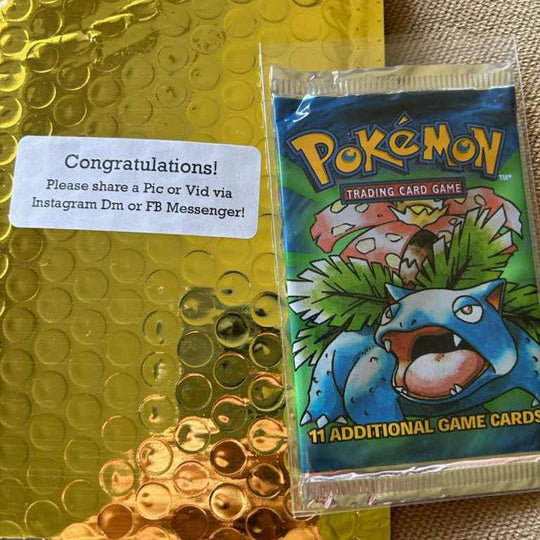 Congratulations!
Please share a Pic or Vid via
Instagram Dm or FB Messenger!
POKéMON
TM
TRADING CARD GAME
11 ADDITIONAL GAME CARDS